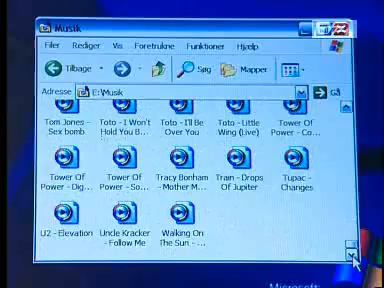 Musik
Filer Rediger Vis Foretrukne Funktioner Hjælp
Tilbage Søg Mapper
Adresse E:\Musik Gå
Tom Jones - Sex bomb
Toto - I Won't Hold You B...
Toto - I'll Be Over You
Toto - Little Wing (Live)
Tower Of Power - Co...
Tower Of Power - Dig...
Tower Of Power - So...
Tracy Bonham - Mother M...
Train - Drops Of Jupiter
Tupac - Changes
U2 - Elevation
Uncle Kracker - Follow Me
Walking On The Sun - ...
Microsoft